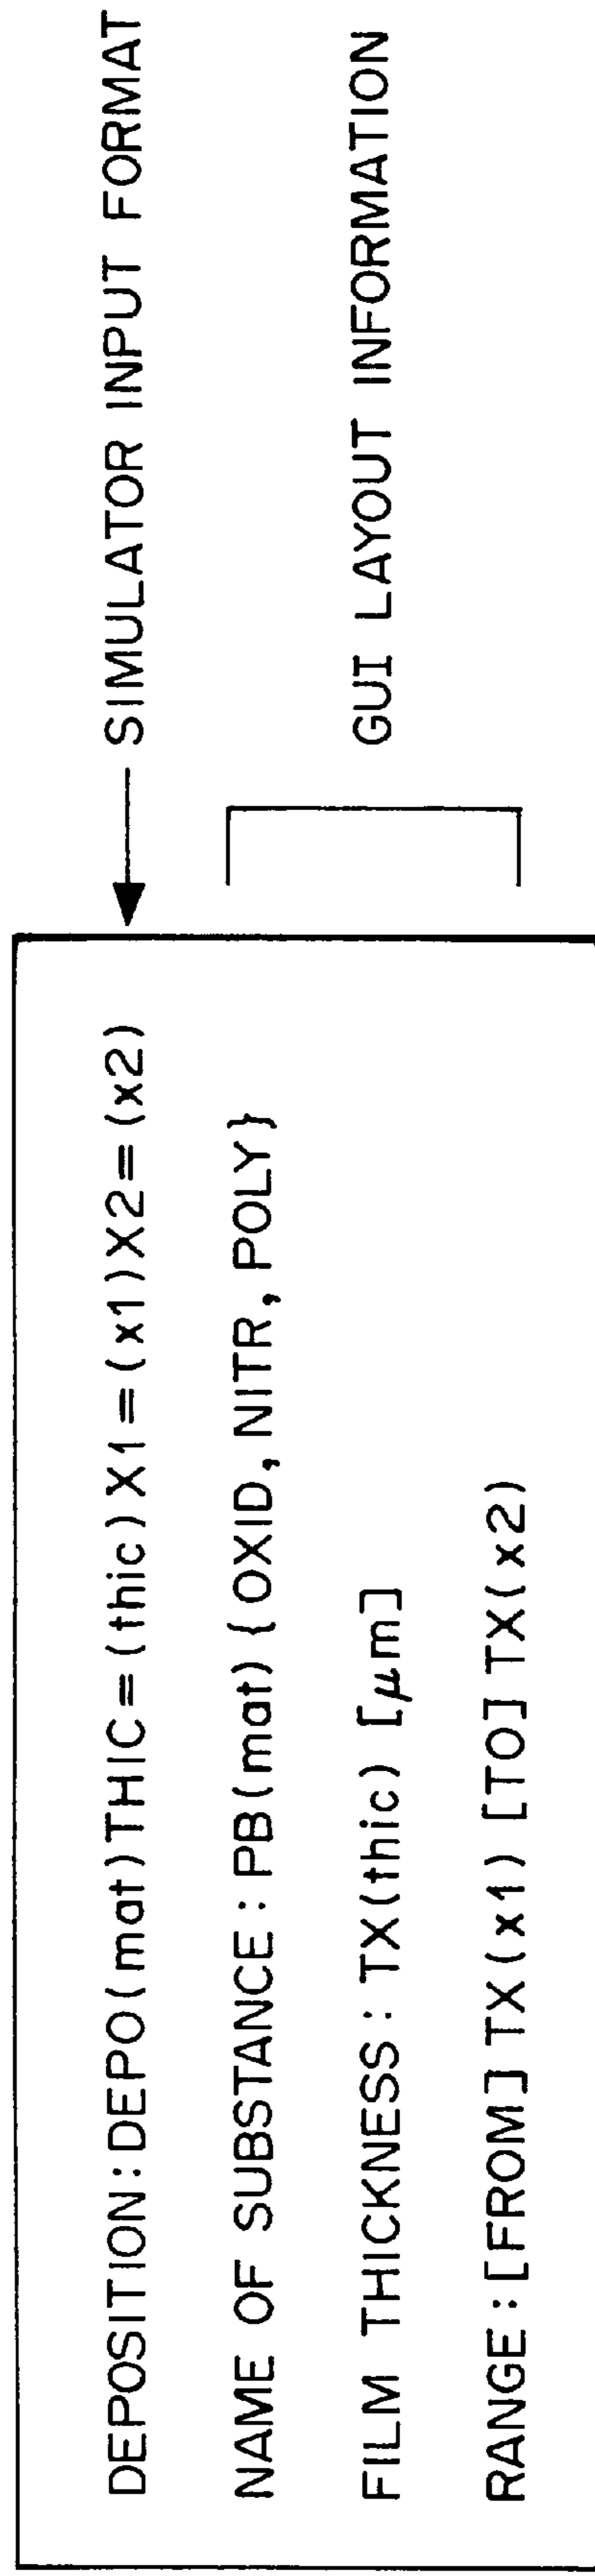 DEPOSITION:DEPO(mat)THIC=(thic)X1=(x1)X2=(x2)
NAME OF SUBSTANCE:PB(mat){OXID, NITR, POLY}
FILM THICKNESS:TX(thic) [μm]
RANGE:[FROM] TX(x1) [TO] TX(x2)
SIMULATOR INPUT FORMAT
GUI LAYOUT INFORMATION